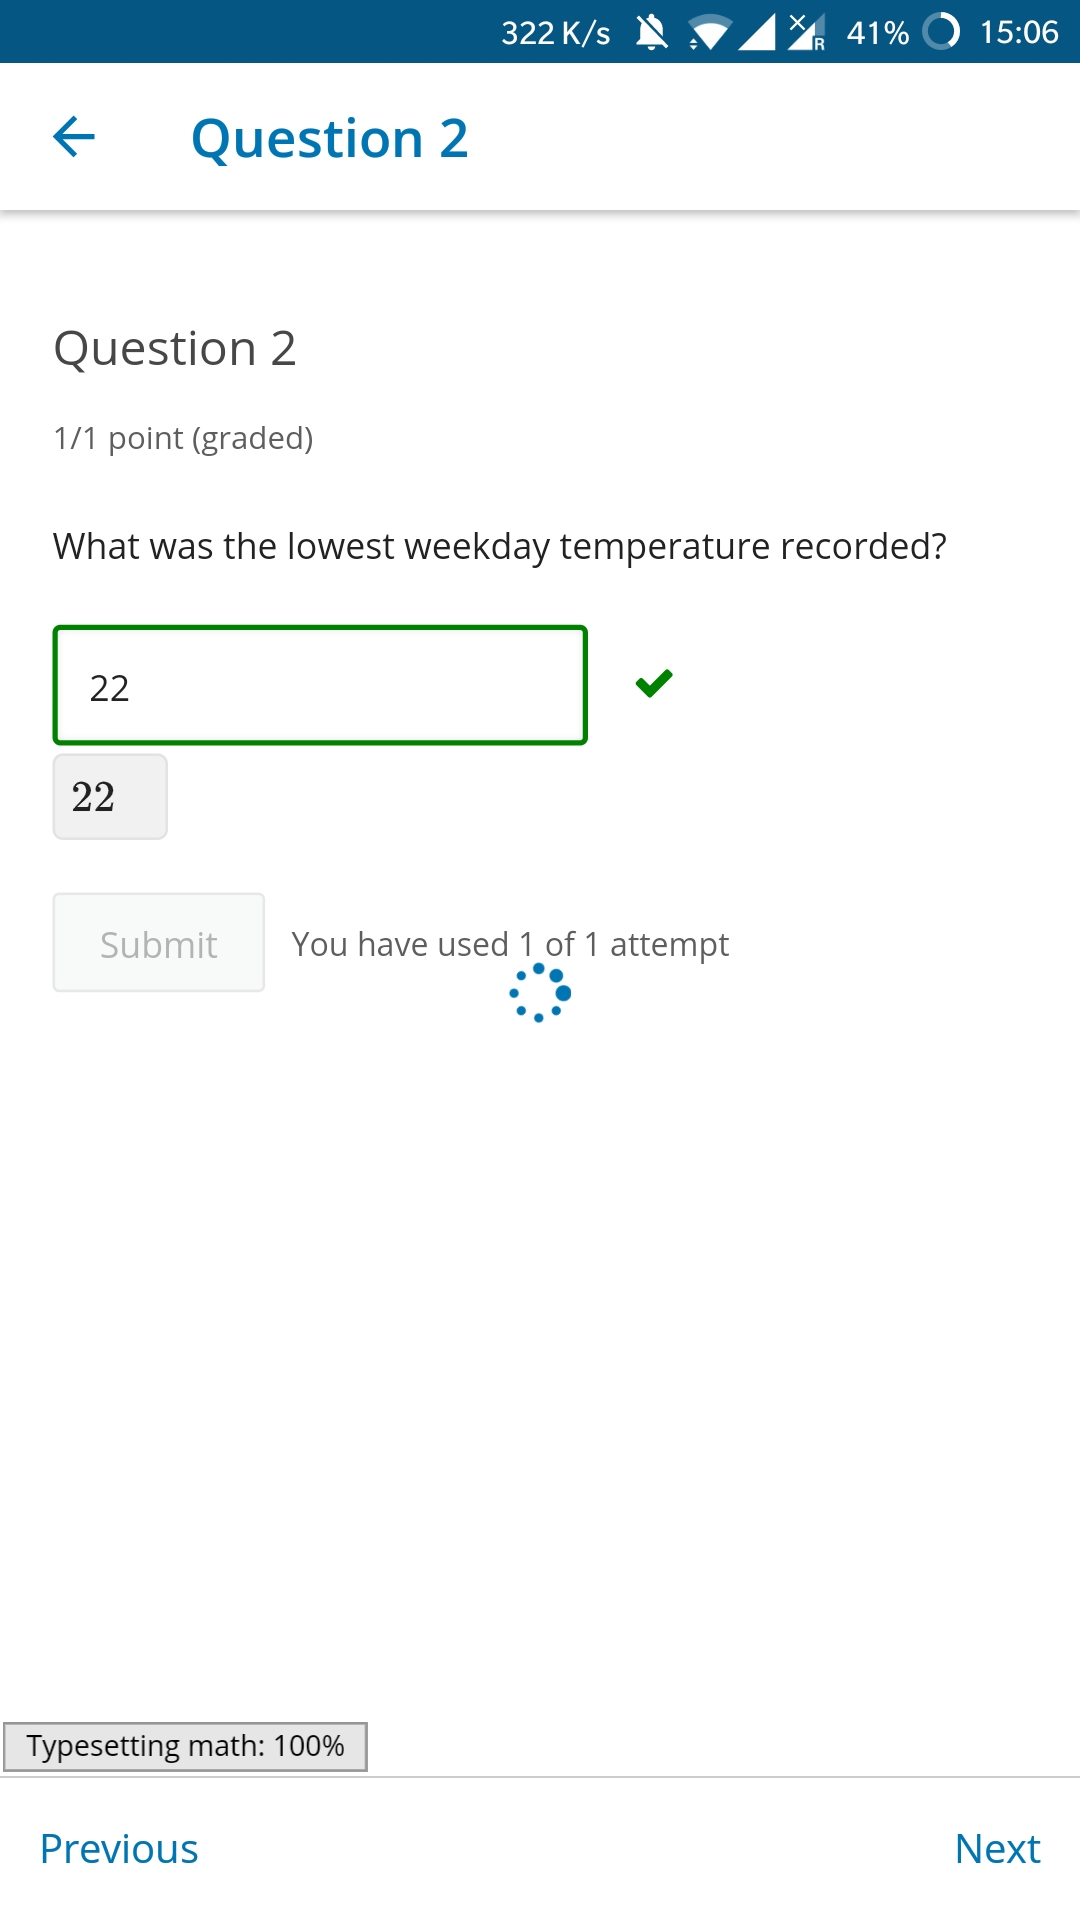 322 K/s R 41% 15:06
Question 2
Question 2
1/1 point (graded)
What was the lowest weekday temperature recorded?
22
22
Submit You have used 1 of 1 attempt
Typesetting math: 100%
Previous Next